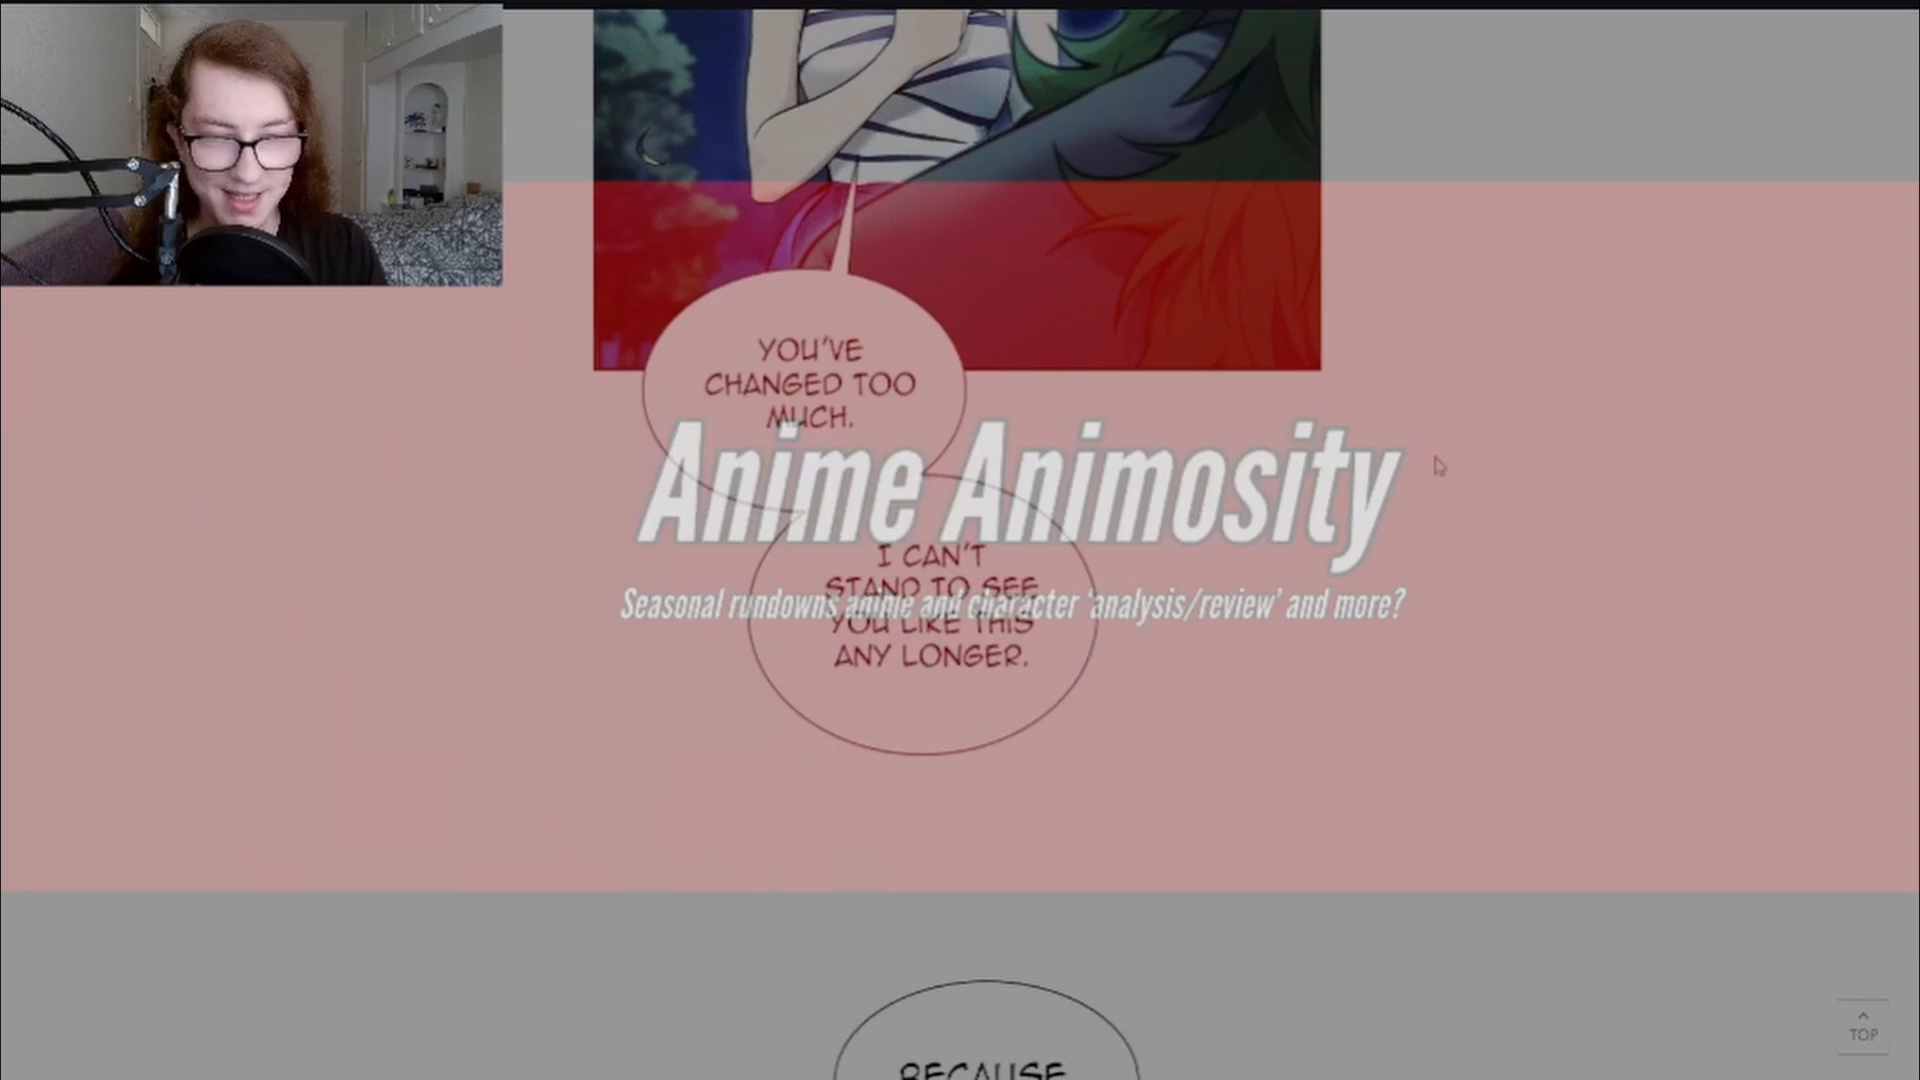 YOU'VE
CHANGED TOO
MUCH.
Anime Animosity
I CAN'T
STAND TO SEE
Seasonal rundowns anime and character 'analysis/review' and more?
YOU LIKE THIS
ANY LONGER.
BECAUSE
TOP